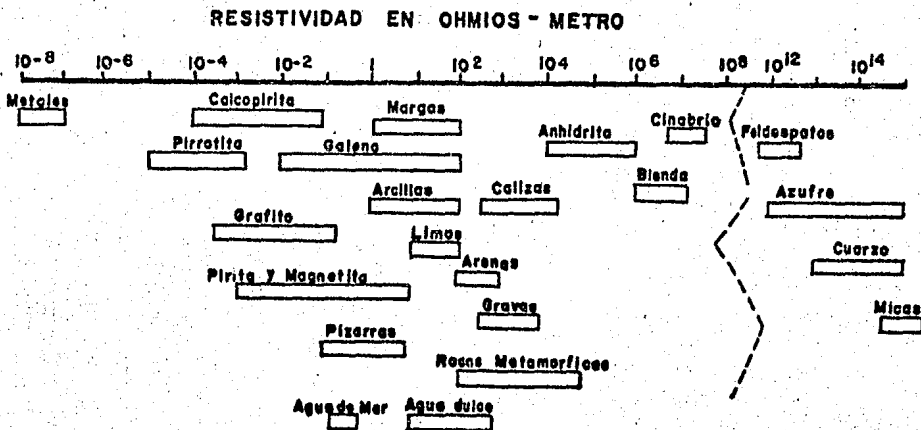 RESISTIVIDAD EN OHMIOS - METRO
10-8 10-6 10-4 10-2 1 10² 10⁴ 10⁶ 10⁸ 10¹² 10¹⁴
Metales Calcopirita Margas Anhidrita Cinabrio Feldespatos
Pirrotita Galena
Arcillas Calizas Blenda Azufre
Grafito Limos Cuarzo
Pirita y Magnetita Arenas
Gravas Micas
Pizarras
Rocas Metamorficas
Agua de Mar Agua dulce